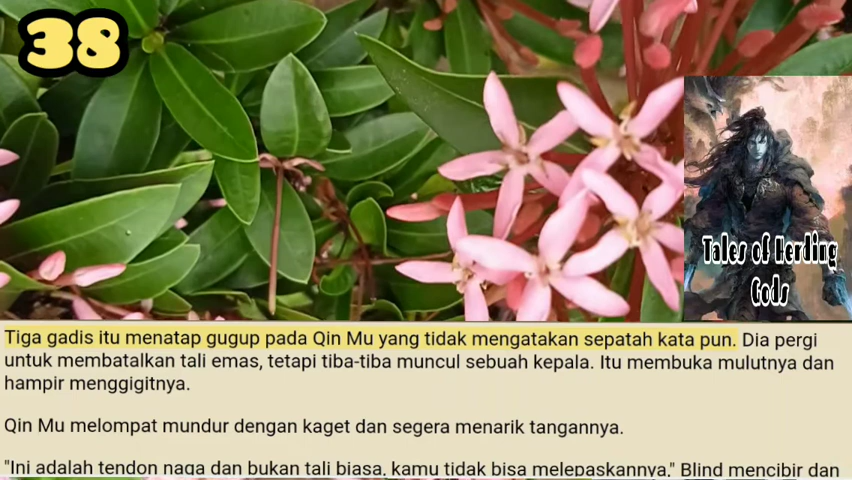 38
Tales of Herding
Gods
Tiga gadis itu menatap gugup pada Qin Mu yang tidak mengatakan sepatah kata pun. Dia pergi
untuk membatalkan tali emas, tetapi tiba-tiba muncul sebuah kepala. Itu membuka mulutnya dan
hampir menggigitnya.
Qin Mu melompat mundur dengan kaget dan segera menarik tangannya.
"Ini adalah tendon naga dan bukan tali biasa, kamu tidak bisa melepaskannya." Blind mencibir dan